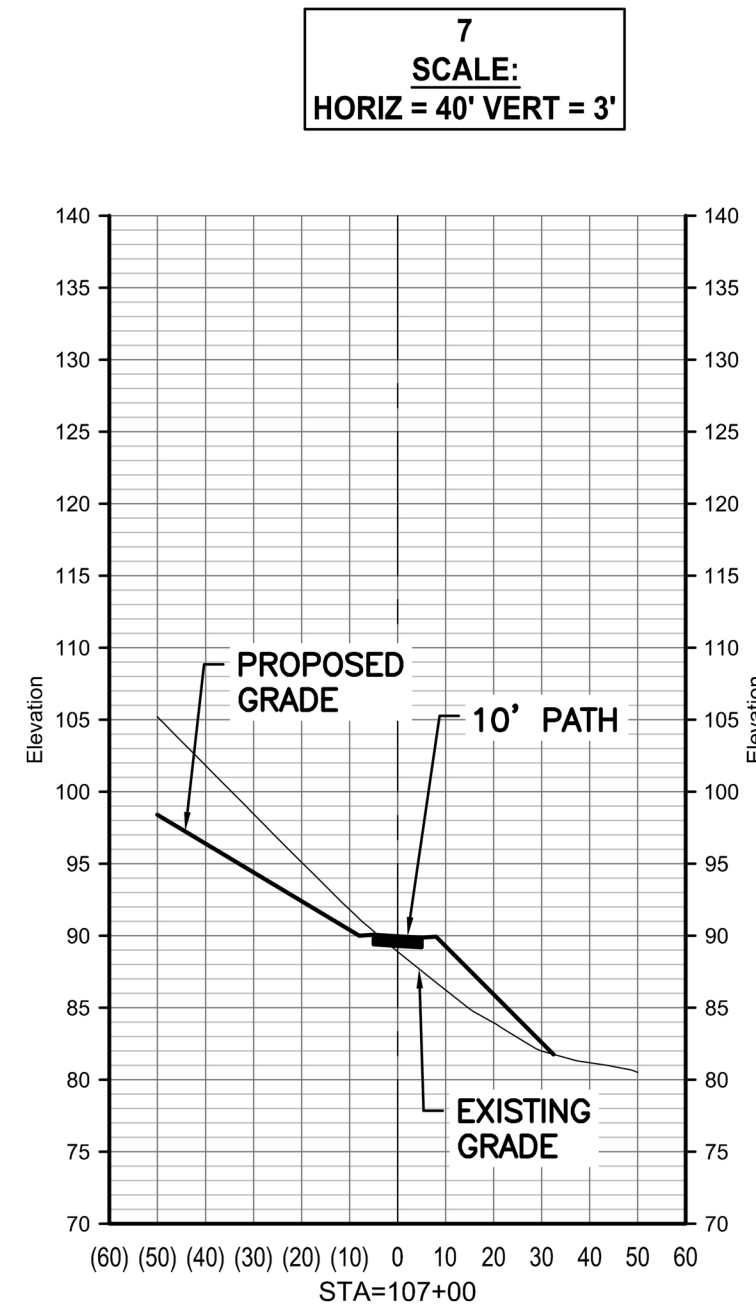 7
SCALE:
HORIZ = 40' VERT = 3'
140
135
130
125
120
115
110
105
100
95
90
85
80
75
70
Elevation
PROPOSED
GRADE
10' PATH
EXISTING
GRADE
140
135
130
125
120
115
110
105
100
95
90
85
80
75
70
Elevation
(60) (50) (40) (30) (20) (10) 0 10 20 30 40 50 60
STA=107+00